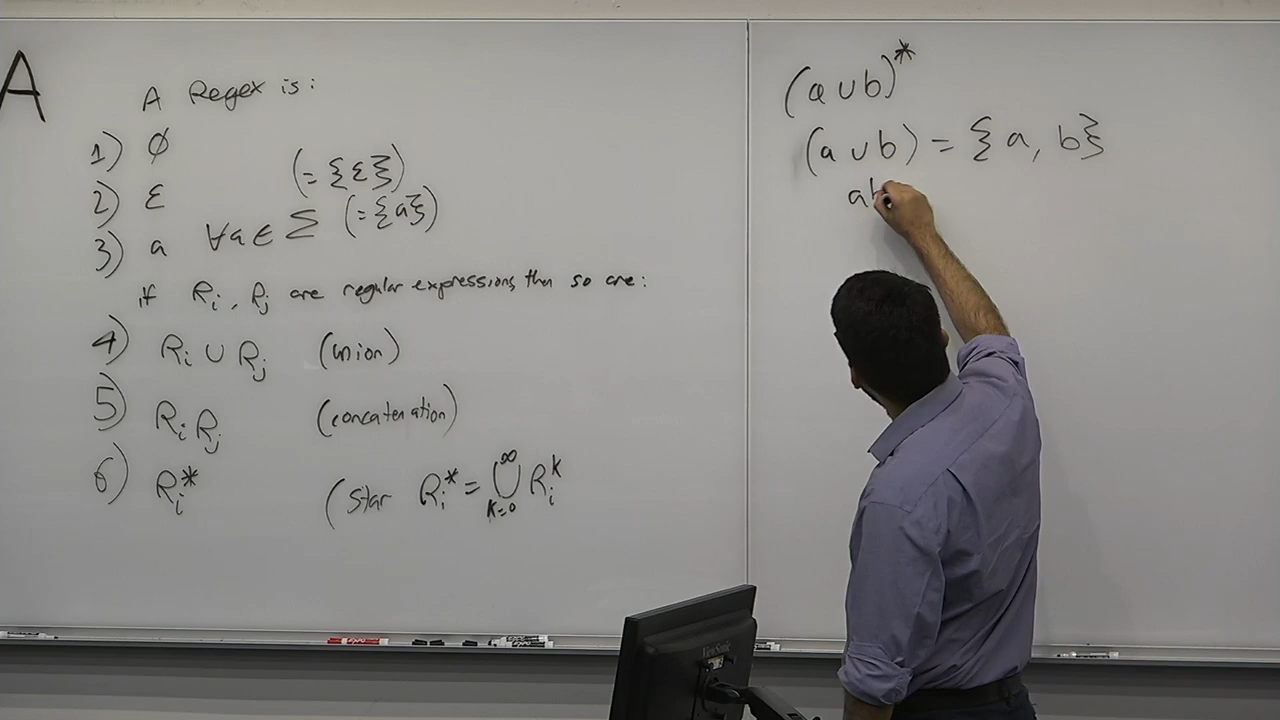 A
A Regex is:
1) ∅
2) ε (= {ε})
3) a ∀a ∈ Σ (= {a})
if Ri, Rj are regular expressions, then so are:
4) Ri ∪ Rj (union)
5) RiRj (concatenation)
6) Ri* (star Ri* = ⋃_{k=0}^{∞} Ri^k
(a ∪ b)*
(a ∪ b) = {a, b}
ab
ViewSonic